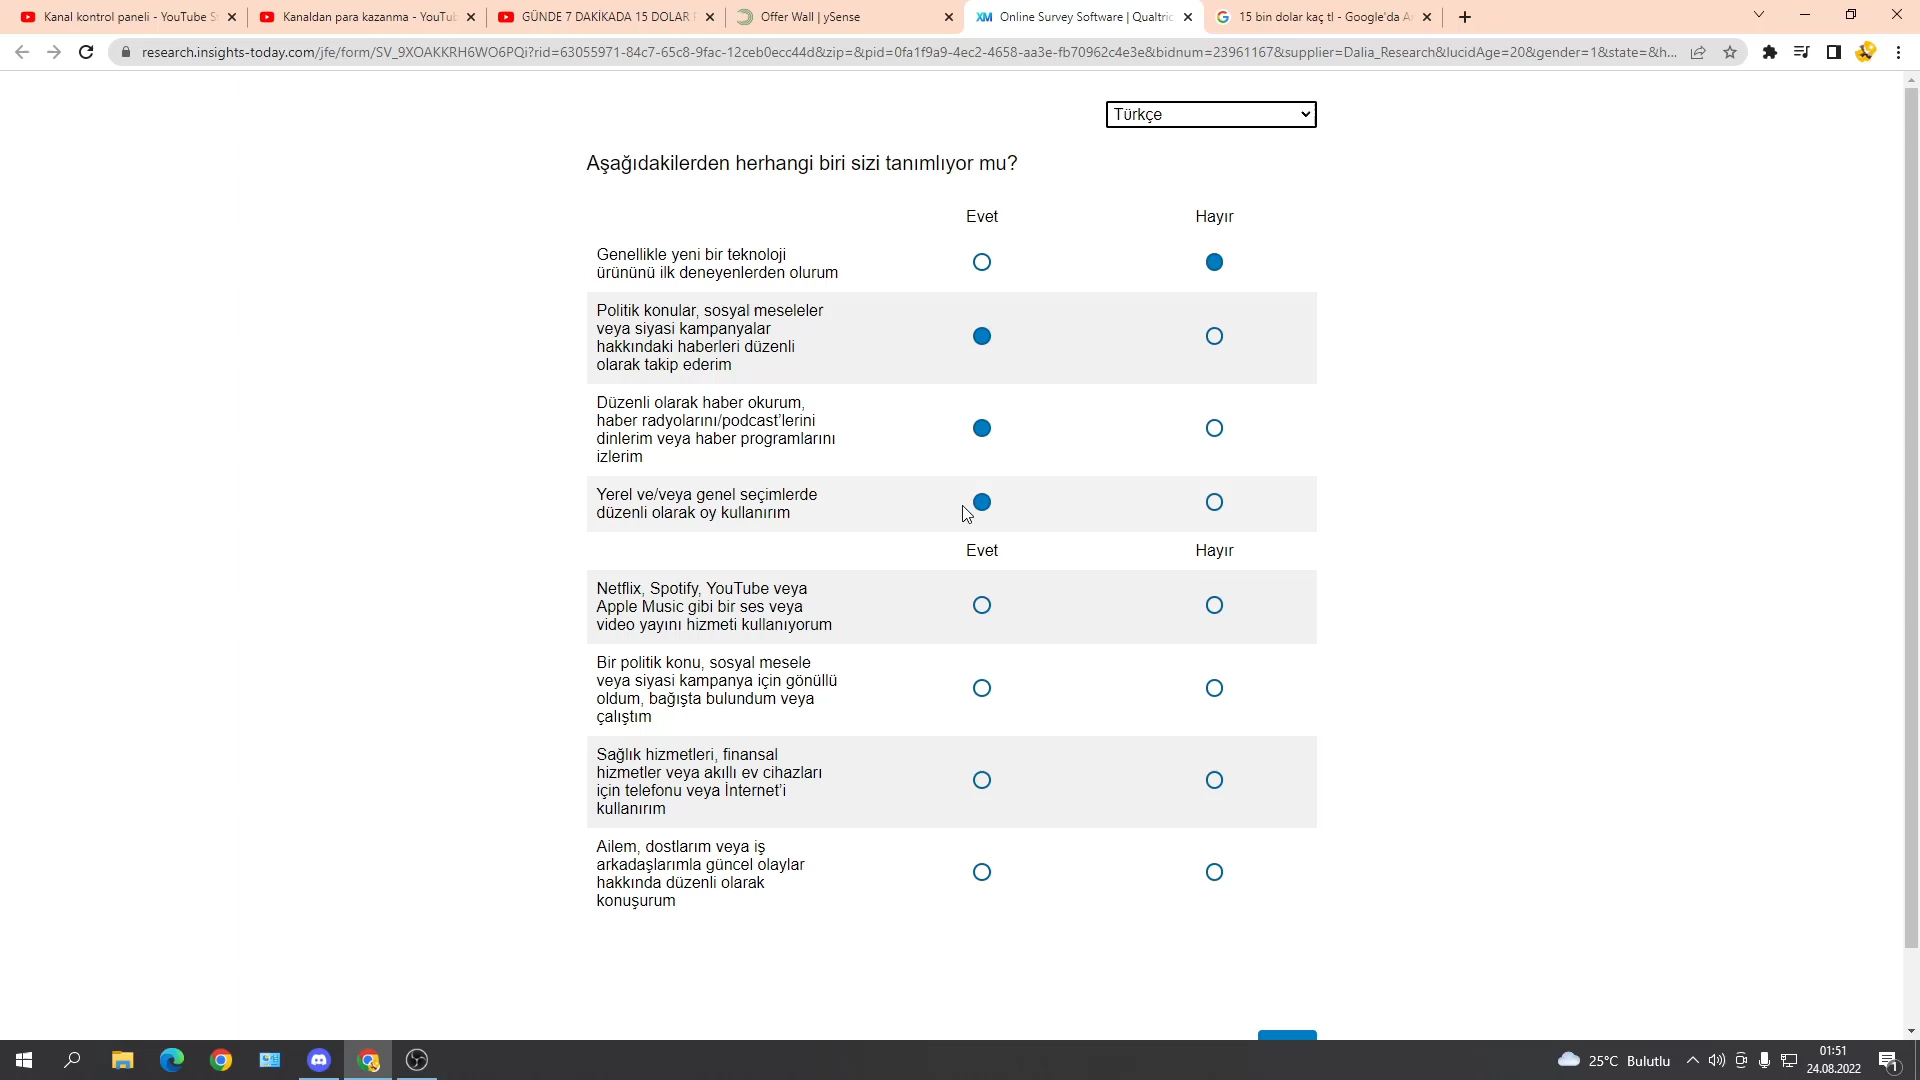 Kanal kontrol paneli - YouTube S
Kanaldan para kazanma - YouTub
GÜNDE 7 DAKİKADA 15 DOLAR
Offer Wall | ySense
Online Survey Software | Qualtric
15 bin dolar kaç tl - Google'da A
research.insights-today.com/jfe/form/SV_9XOAKKRH6WO6PQi?rid=63055971-84c7-65c8-9fac-12ceb0ecc44d&zip=&pid=0fa1f9a9-4ec2-4658-aa3e-fb70962c4e3e&bidnum=23961167&supplier=Dalia_Research&lucidAge=20&gender=1&state=&h...
Türkçe
Aşağıdakilerden herhangi biri sizi tanımlıyor mu?
Evet
Hayır
Genellikle yeni bir teknoloji
ürününü ilk deneyenlerden olurum
Politik konular, sosyal meseleler
veya siyasi kampanyalar
hakkındaki haberleri düzenli
olarak takip ederim
Düzenli olarak haber okurum,
haber radyolarını/podcast'lerini
dinlerim veya haber programlarını
izlerim
Yerel ve/veya genel seçimlerde
düzenli olarak oy kullanırım
Evet
Hayır
Netflix, Spotify, YouTube veya
Apple Music gibi bir ses veya
video yayını hizmeti kullanıyorum
Bir politik konu, sosyal mesele
veya siyasi kampanya için gönüllü
oldum, bağışta bulundum veya
çalıştım
Sağlık hizmetleri, finansal
hizmetler veya akıllı ev cihazları
için telefonu veya İnternet'i
kullanırım
Ailem, dostlarım veya iş
arkadaşlarımla güncel olaylar
hakkında düzenli olarak
konuşurum
25°C Bulutlu
01:51
24.08.2022
1